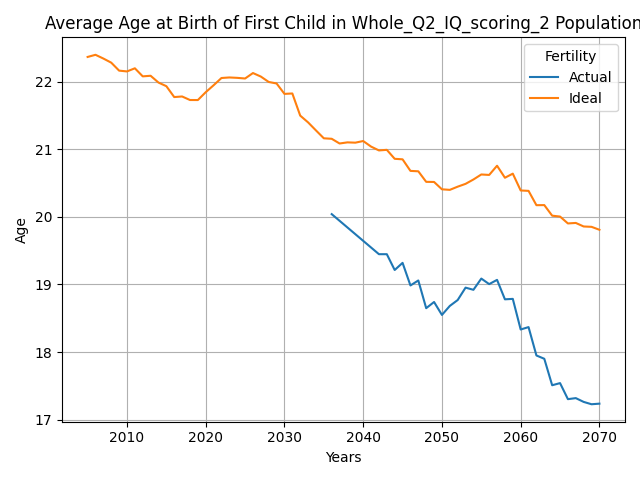 Average Age at Birth of First Child in Whole_Q2_IQ_scoring_2 Population
Fertility
Actual
Ideal
Age
22
21
20
19
18
17
2010 2020 2030 2040 2050 2060 2070
Years